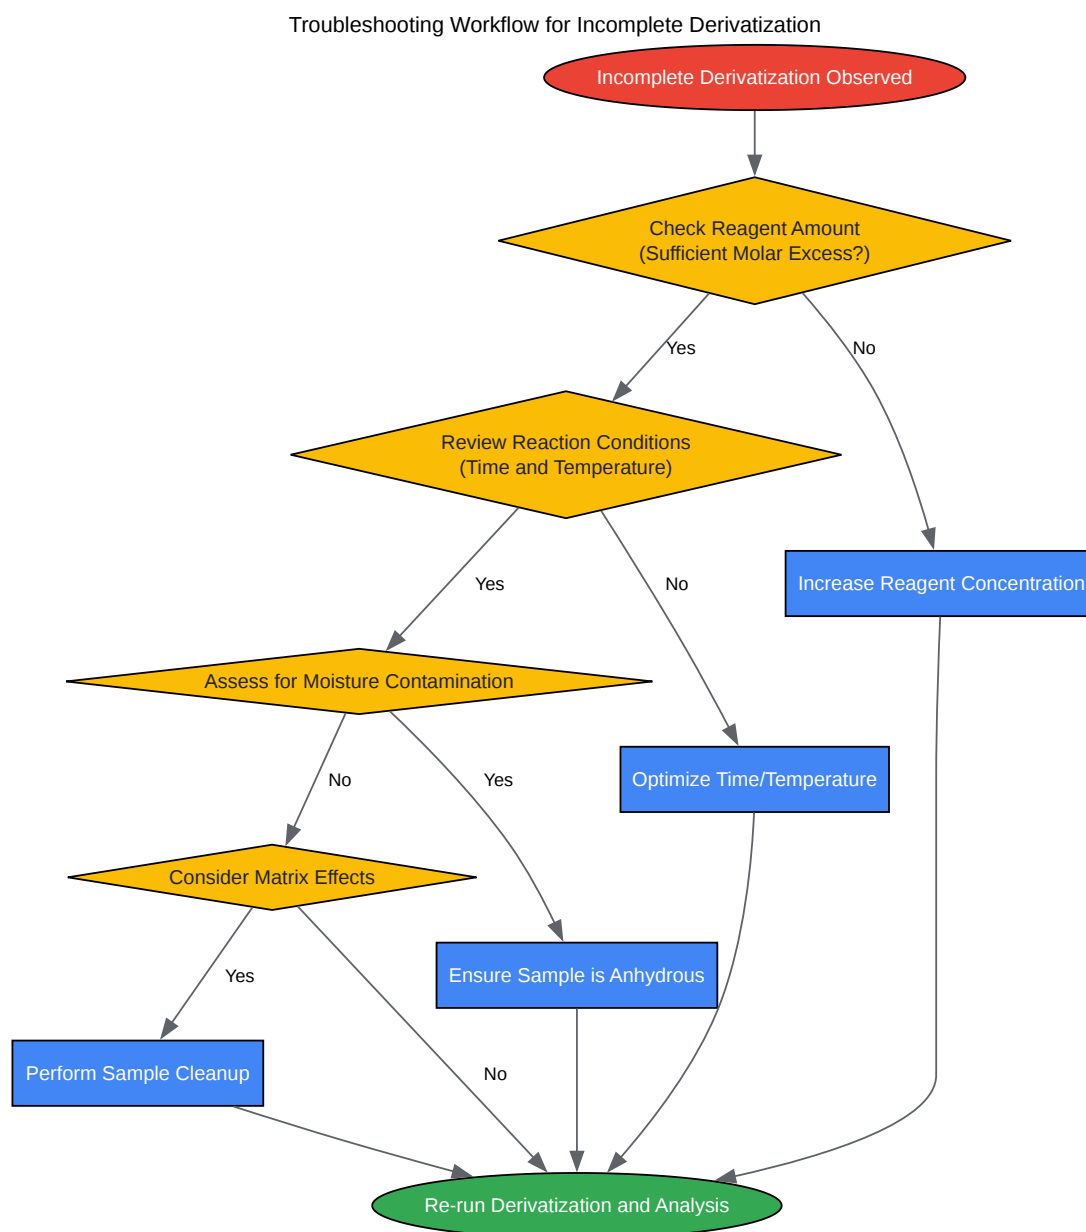 Troubleshooting Workflow for Incomplete Derivatization
Incomplete Derivatization Observed
Check Reagent Amount
(Sufficient Molar Excess?)
Yes
No
Review Reaction Conditions
(Time and Temperature)
Yes
No
Increase Reagent Concentration
Assess for Moisture Contamination
No
Yes
Optimize Time/Temperature
Consider Matrix Effects
Yes
No
Ensure Sample is Anhydrous
Perform Sample Cleanup
Re-run Derivatization and Analysis